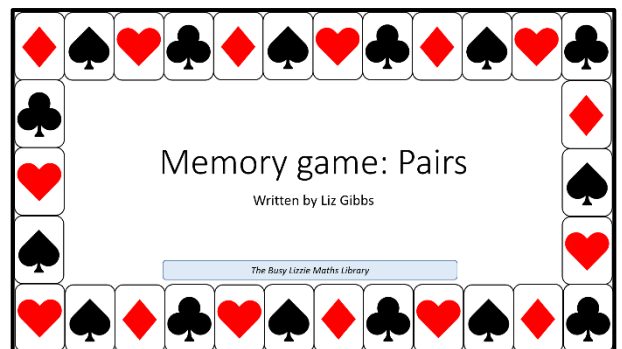 Memory game: Pairs
Written by Liz Gibbs
The Busy Lizzie Maths Library